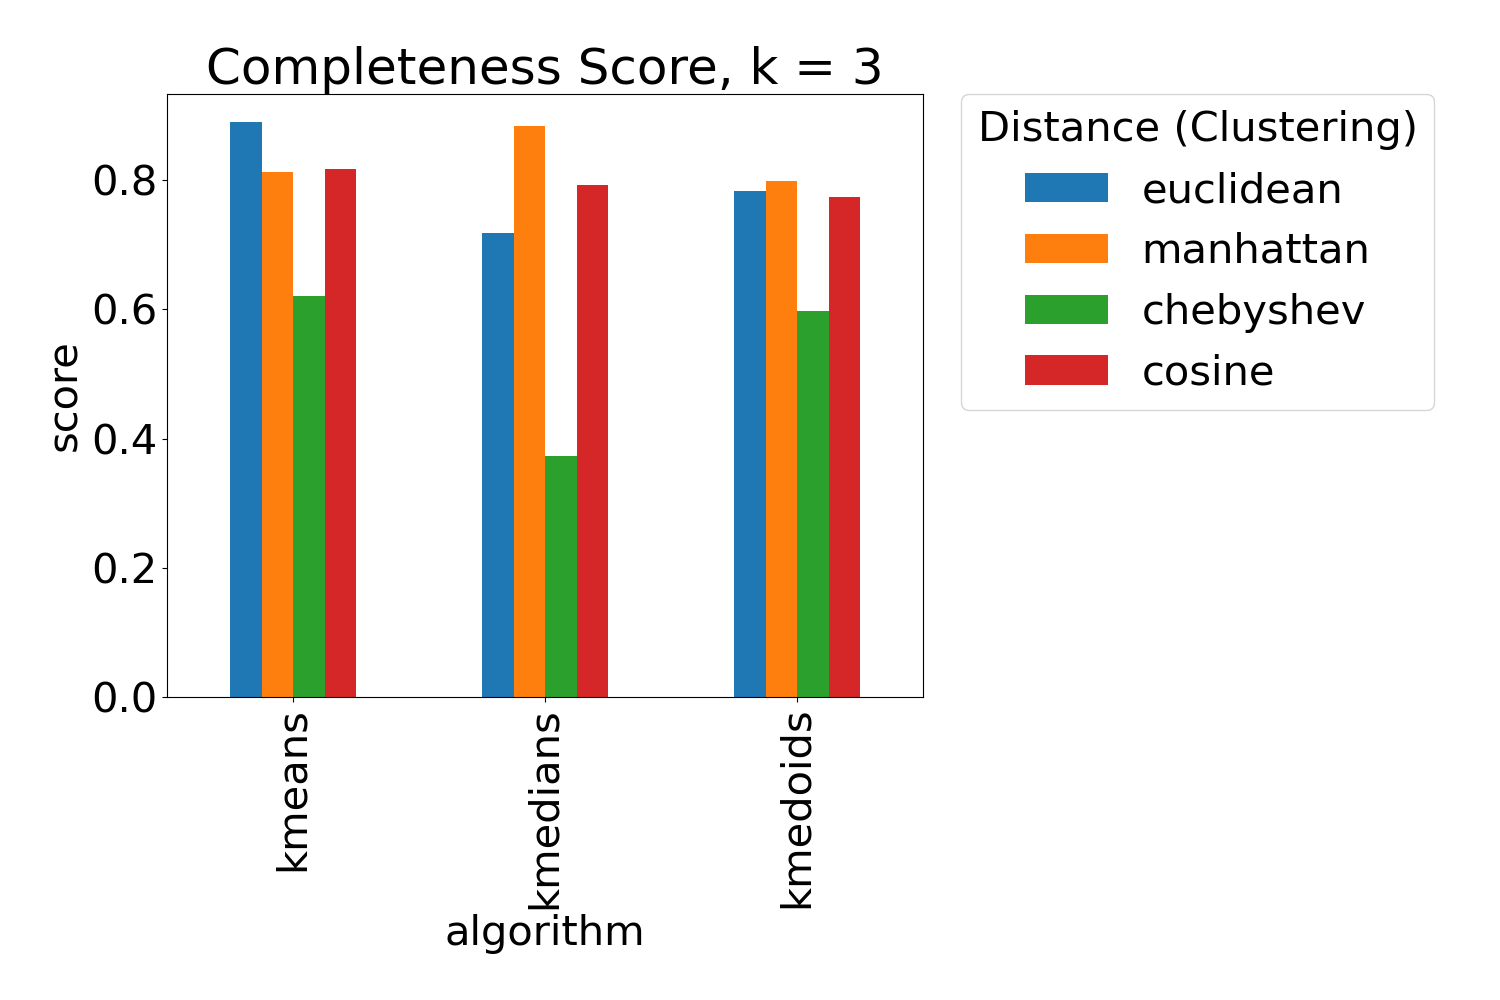 Completeness Score, k = 3
score
0.8
0.6
0.4
0.2
0.0
kmeans
kmedians
kmedoids
algorithm
Distance (Clustering)
euclidean
manhattan
chebyshev
cosine